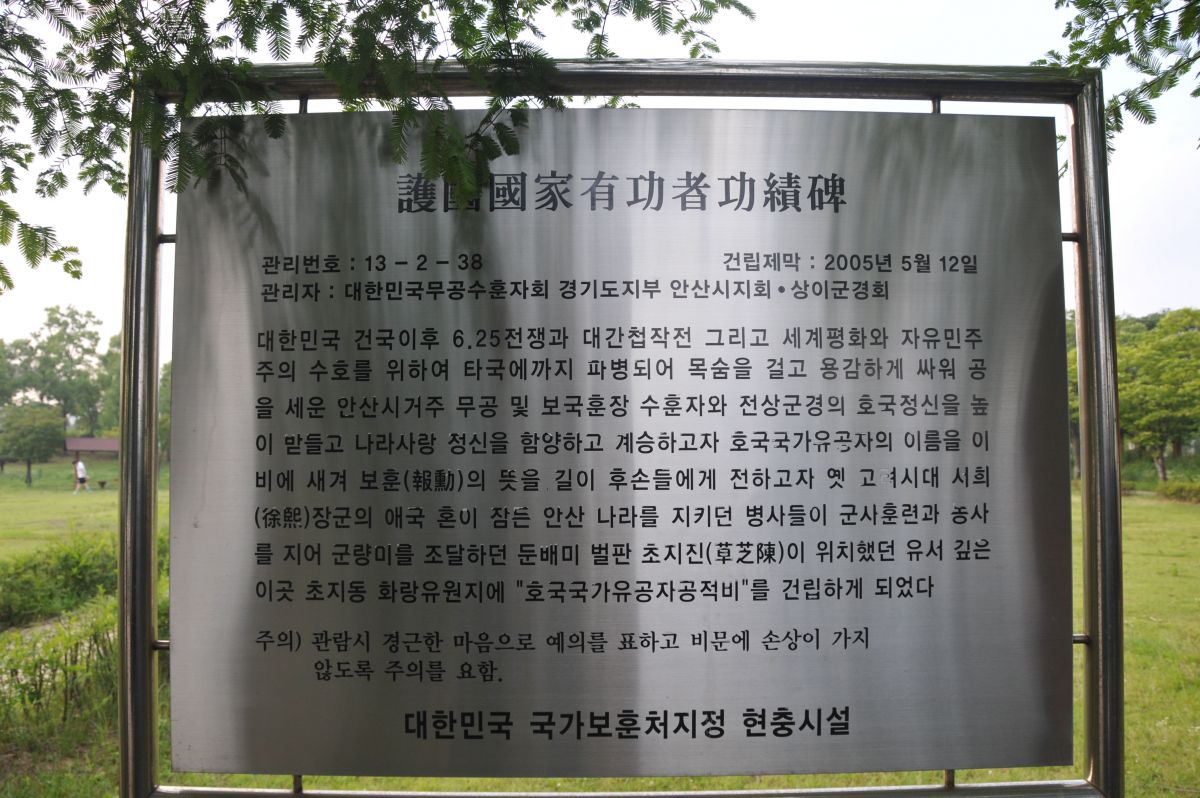 護國國家有功者功績碑
관리번호 : 13 - 2 - 38 건립제막 : 2005년 5월 12일
관리자 : 대한민국무공수훈자회 경기도지부 안산시지회•상이군경회
대한민국 건국이후 6.25전쟁과 대간첩작전 그리고 세계평화와 자유민주
주의 수호를 위하여 타국에까지 파병되어 목숨을 걸고 용감하게 싸워 공
을 세운 안산시거주 무공 및 보국훈장 수훈자와 전상군경의 호국정신을 높
이 받들고 나라사랑 정신을 함양하고 계승하고자 호국국가유공자의 이름을 이
비에 새겨 보훈(報勳)의 뜻을 길이 후손들에게 전하고자 옛 고려시대 서희
(徐熙)장군의 애국 혼이 잠든 안산 나라를 지키던 병사들이 군사훈련과 농사
를 지어 군량미를 조달하던 둔배미 벌판 초지진(草芝陳)이 위치했던 유서 깊은
이곳 초지동 화랑유원지에 "호국국가유공자공적비"를 건립하게 되었다
주의) 관람시 경근한 마음으로 예의를 표하고 비문에 손상이 가지
않도록 주의를 요함.
대한민국 국가보훈처지정 현충시설